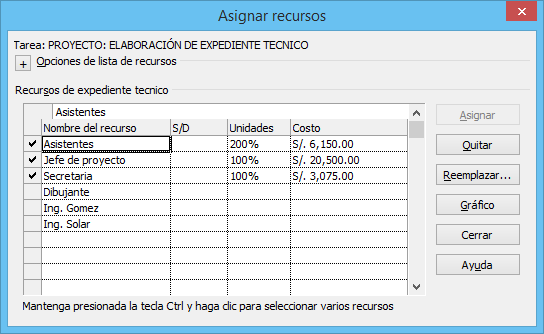 Asignar recursos
Tarea: PROYECTO: ELABORACIÓN DE EXPEDIENTE TECNICO
+ Opciones de lista de recursos
Recursos de expediente tecnico
Asistentes
Nombre del recurso S/D Unidades Costo
Asistentes 200% S/. 6,150.00
Jefe de proyecto 100% S/. 20,500.00
Secretaria 100% S/. 3,075.00
Dibujante
Ing. Gomez
Ing. Solar
Asignar
Quitar
Reemplazar...
Gráfico
Cerrar
Ayuda
Mantenga presionada la tecla Ctrl y haga clic para seleccionar varios recursos